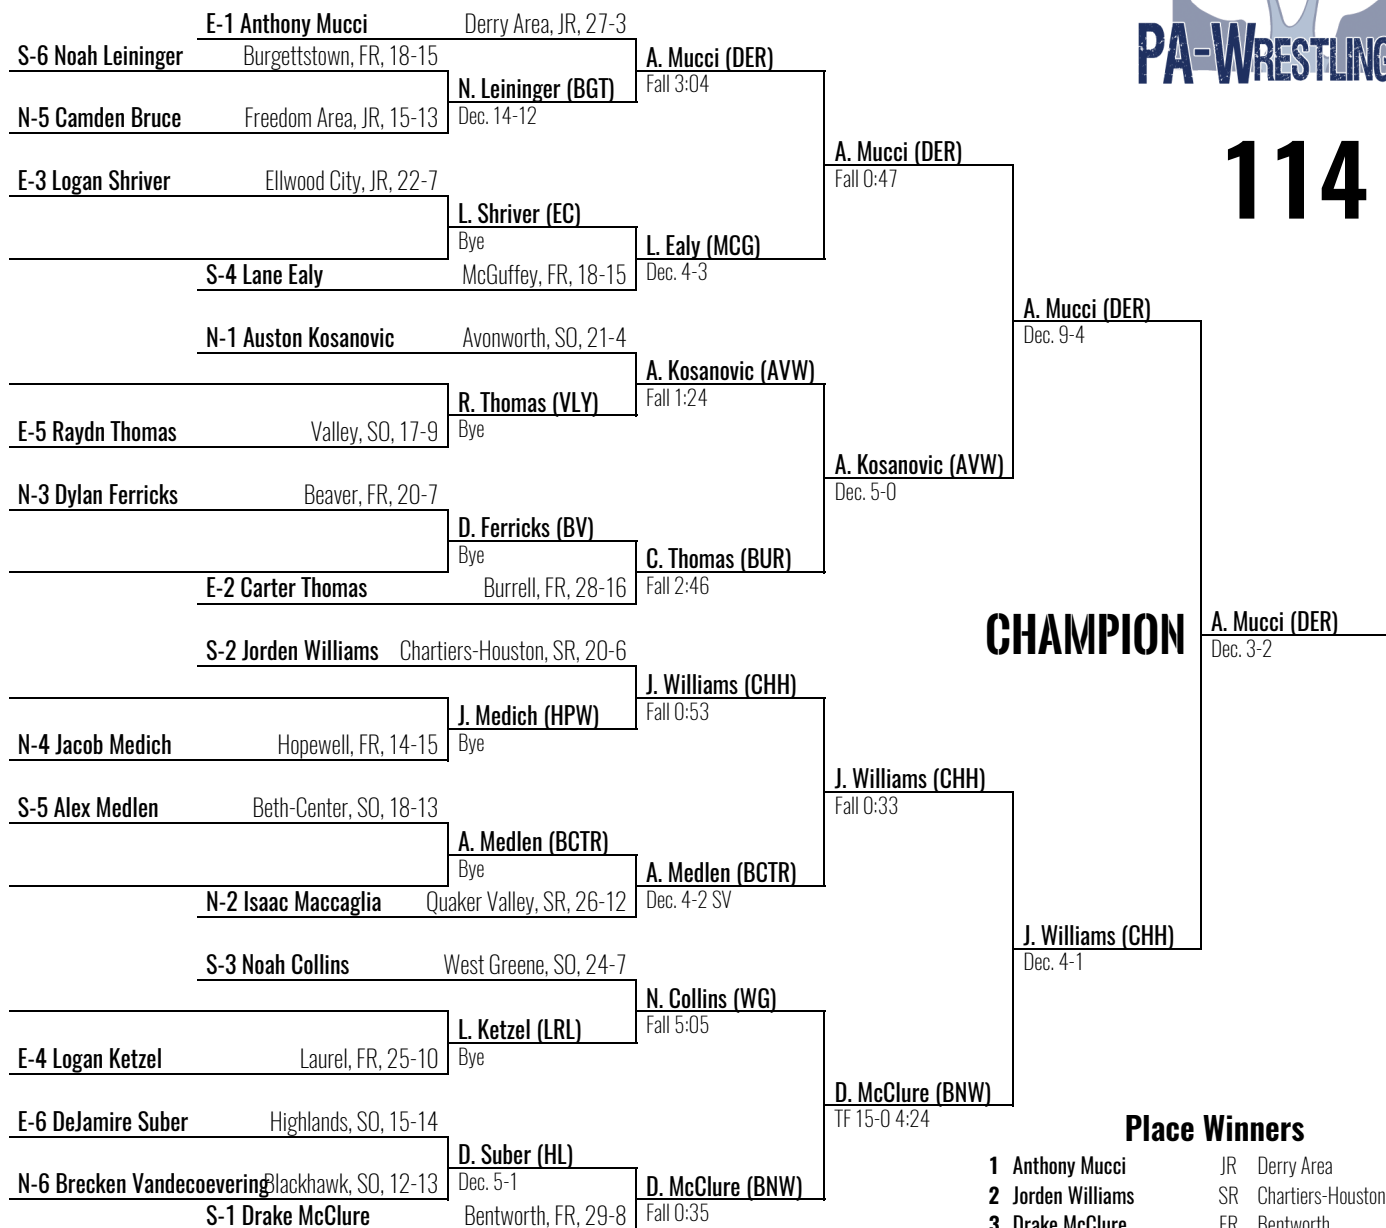 E-1 Anthony Mucci Derry Area, JR, 27-3
S-6 Noah Leininger Burgettstown, FR, 18-15
A. Mucci (DER)
PA-WRESTLING
Fall 3:04
N. Leininger (BGT)
N-5 Camden Bruce Freedom Area, JR, 15-13
Dec. 14-12
A. Mucci (DER)
114
Fall 0:47
E-3 Logan Shriver Ellwood City, JR, 22-7
L. Shriver (EC)
Bye
L. Ealy (MCG)
S-4 Lane Ealy McGuffey, FR, 18-15
Dec. 4-3
A. Mucci (DER)
Dec. 9-4
N-1 Auston Kosanovic Avonworth, SO, 21-4
A. Kosanovic (AVW)
Fall 1:24
R. Thomas (VLY)
Bye
E-5 Raydn Thomas Valley, SO, 17-9
A. Kosanovic (AVW)
Dec. 5-0
N-3 Dylan Ferricks Beaver, FR, 20-7
D. Ferricks (BV)
Bye
C. Thomas (BUR)
E-2 Carter Thomas Burrell, FR, 28-16
Fall 2:46
CHAMPION
A. Mucci (DER)
Dec. 3-2
S-2 Jorden Williams Chartiers-Houston, SR, 20-6
J. Williams (CHH)
Fall 0:53
J. Medich (HPW)
N-4 Jacob Medich Hopewell, FR, 14-15
Bye
J. Williams (CHH)
Fall 0:33
S-5 Alex Medlen Beth-Center, SO, 18-13
A. Medlen (BCTR)
Bye
A. Medlen (BCTR)
N-2 Isaac Maccaglia Quaker Valley, SR, 26-12
Dec. 4-2 SV
J. Williams (CHH)
Dec. 4-1
S-3 Noah Collins West Greene, SO, 24-7
N. Collins (WG)
Fall 5:05
L. Ketzel (LRL)
E-4 Logan Ketzel Laurel, FR, 25-10
Bye
D. McClure (BNW)
TF 15-0 4:24
E-6 DeJamire Suber Highlands, SO, 15-14
D. Suber (HL)
N-6 Brecken Vandecoevering Blackhawk, SO, 12-13
Dec. 5-1
D. McClure (BNW)
S-1 Drake McClure Bentworth, FR, 29-8
Fall 0:35
Place Winners
1 Anthony Mucci JR Derry Area
2 Jorden Williams SR Chartiers-Houston
3 Drake McClure FR Bentworth